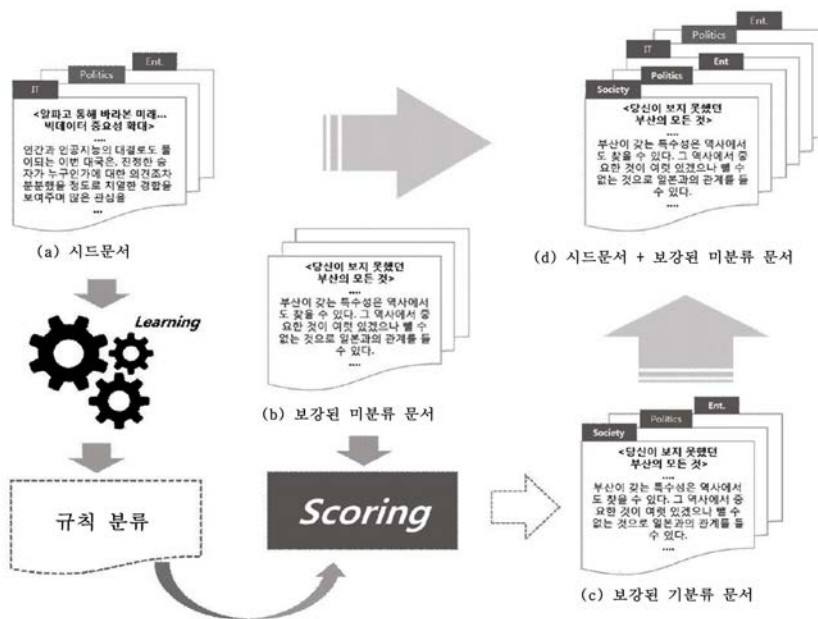 IT
Politics
Ent.
<알파고 통해 바라본 미래...
빅데이터 중요성 확대>
....
인간과 인공지능의 대결로도 풀
이되는 이번 대국은, 진정한 승
자가 누구인가에 대한 의견조차
분분했을 정도로 치열한 경합을
보여주며 많은 관심을
...
(a) 시드문서
Learning
규칙 분류
<당신이 보지 못했던
부산의 모든 것>
....
부산이 갖는 특수성은 역사에서
도 찾을 수 있다. 그 역사에서 중
요한 것이 여럿 있겠으나 뺄 수
없는 것으로 일본과의 관계를 들
수 있다.
....
(b) 보강된 미분류 문서
Scoring
Society
Politics
Ent.
<당신이 보지 못했던
부산의 모든 것>
....
부산이 갖는 특수성은 역사에서
도 찾을 수 있다. 그 역사에서 중
요한 것이 여럿 있겠으나 뺄 수
없는 것으로 일본과의 관계를 들
수 있다.
....
(c) 보강된 기분류 문서
IT
Politics
Ent.
Society
Politics
Ent
<당신이 보지 못했던
부산의 모든 것>
....
부산이 갖는 특수성은 역사에서
도 찾을 수 있다. 그 역사에서 중
요한 것이 여럿 있겠으나 뺄 수
없는 것으로 일본과의 관계를 들
수 있다.
....
(d) 시드문서 + 보강된 미분류 문서